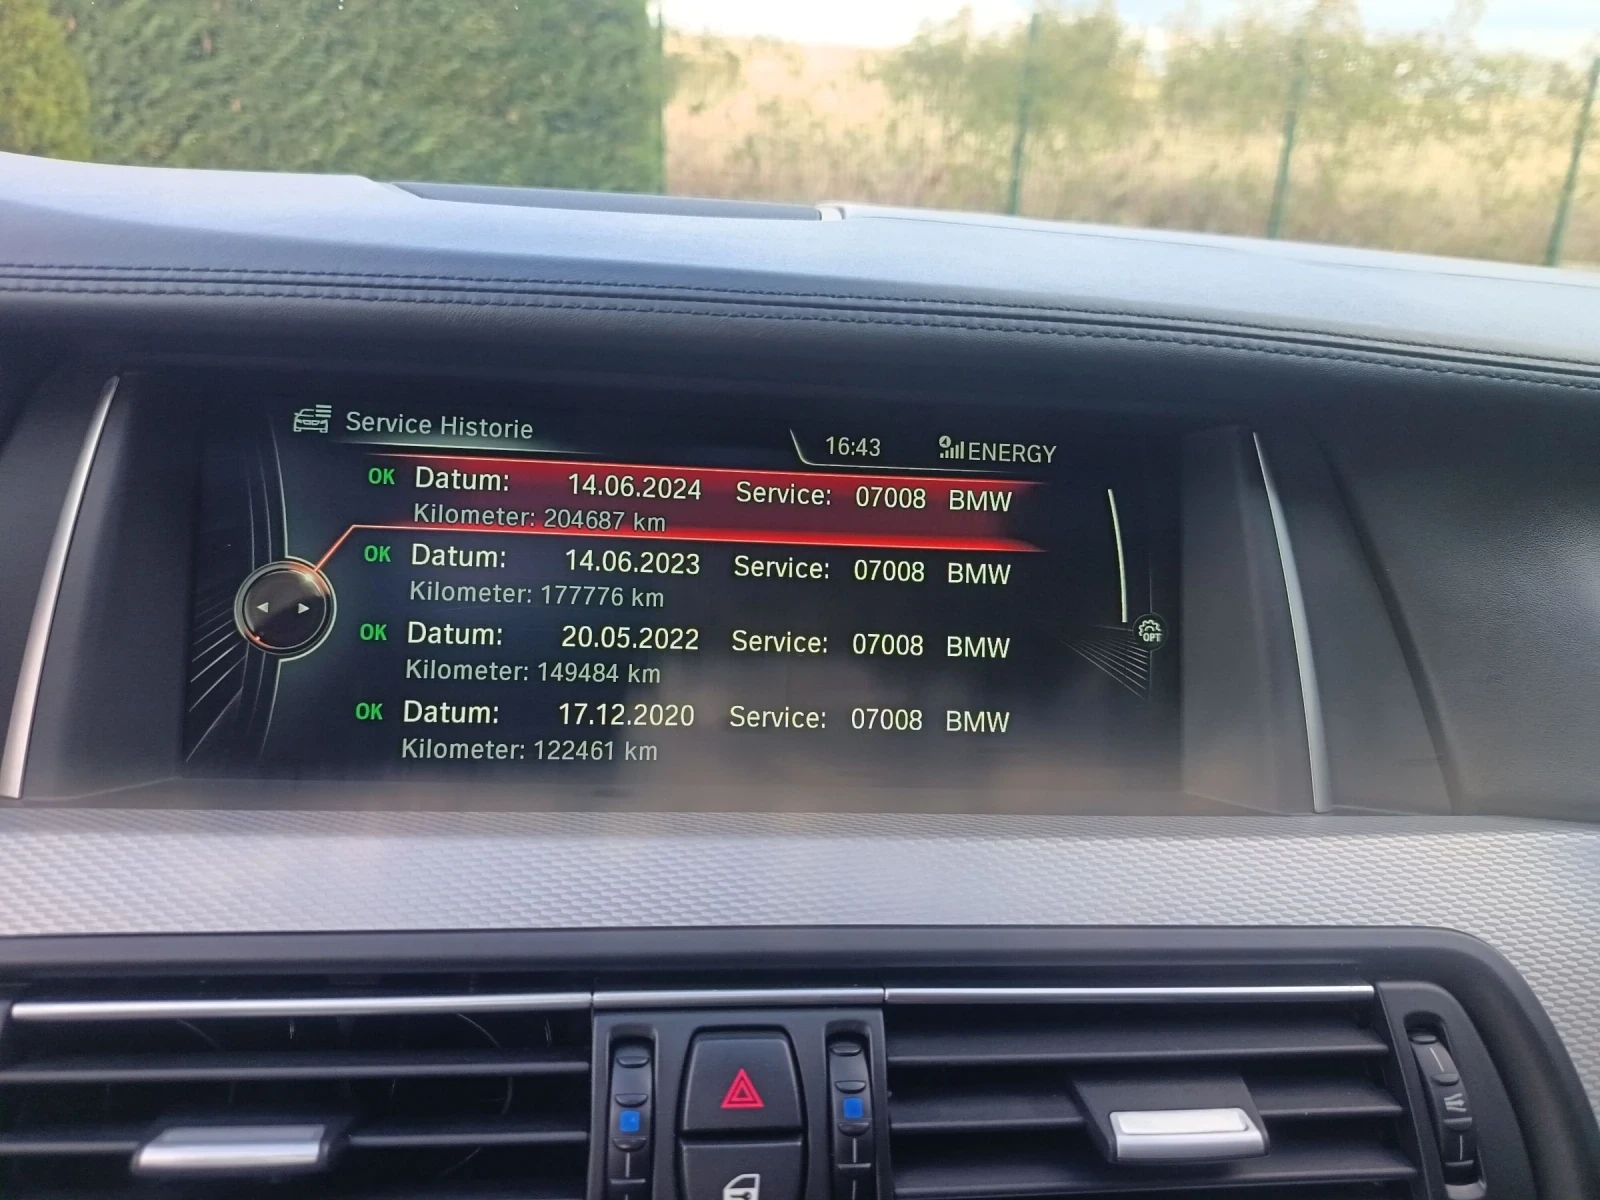 Service Historie
16:43 4 ENERGY
OK Datum: 14.06.2024 Service: 07008 BMW
Kilometer: 204687 km
OK Datum: 14.06.2023 Service: 07008 BMW
Kilometer: 177776 km
OK Datum: 20.05.2022 Service: 07008 BMW
Kilometer: 149484 km
OK Datum: 17.12.2020 Service: 07008 BMW
Kilometer: 122461 km
OPT